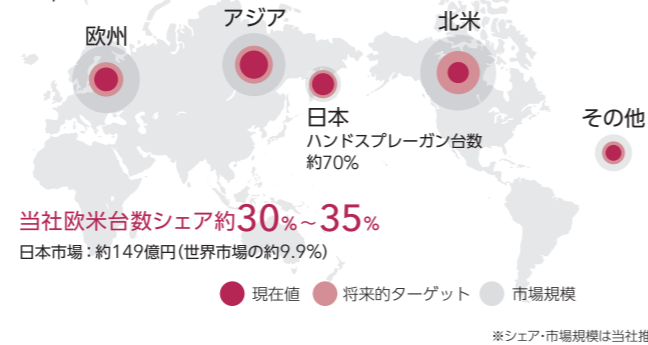 アジア
欧州
北米
日本
ハンドスプレーガン台数
約70%
その他
当社欧米台数シェア約30%~35%
日本市場:約149億円(世界市場の約9.9%)
現在値 将来的ターゲット 市場規模
※シェア・市場規模は当社推